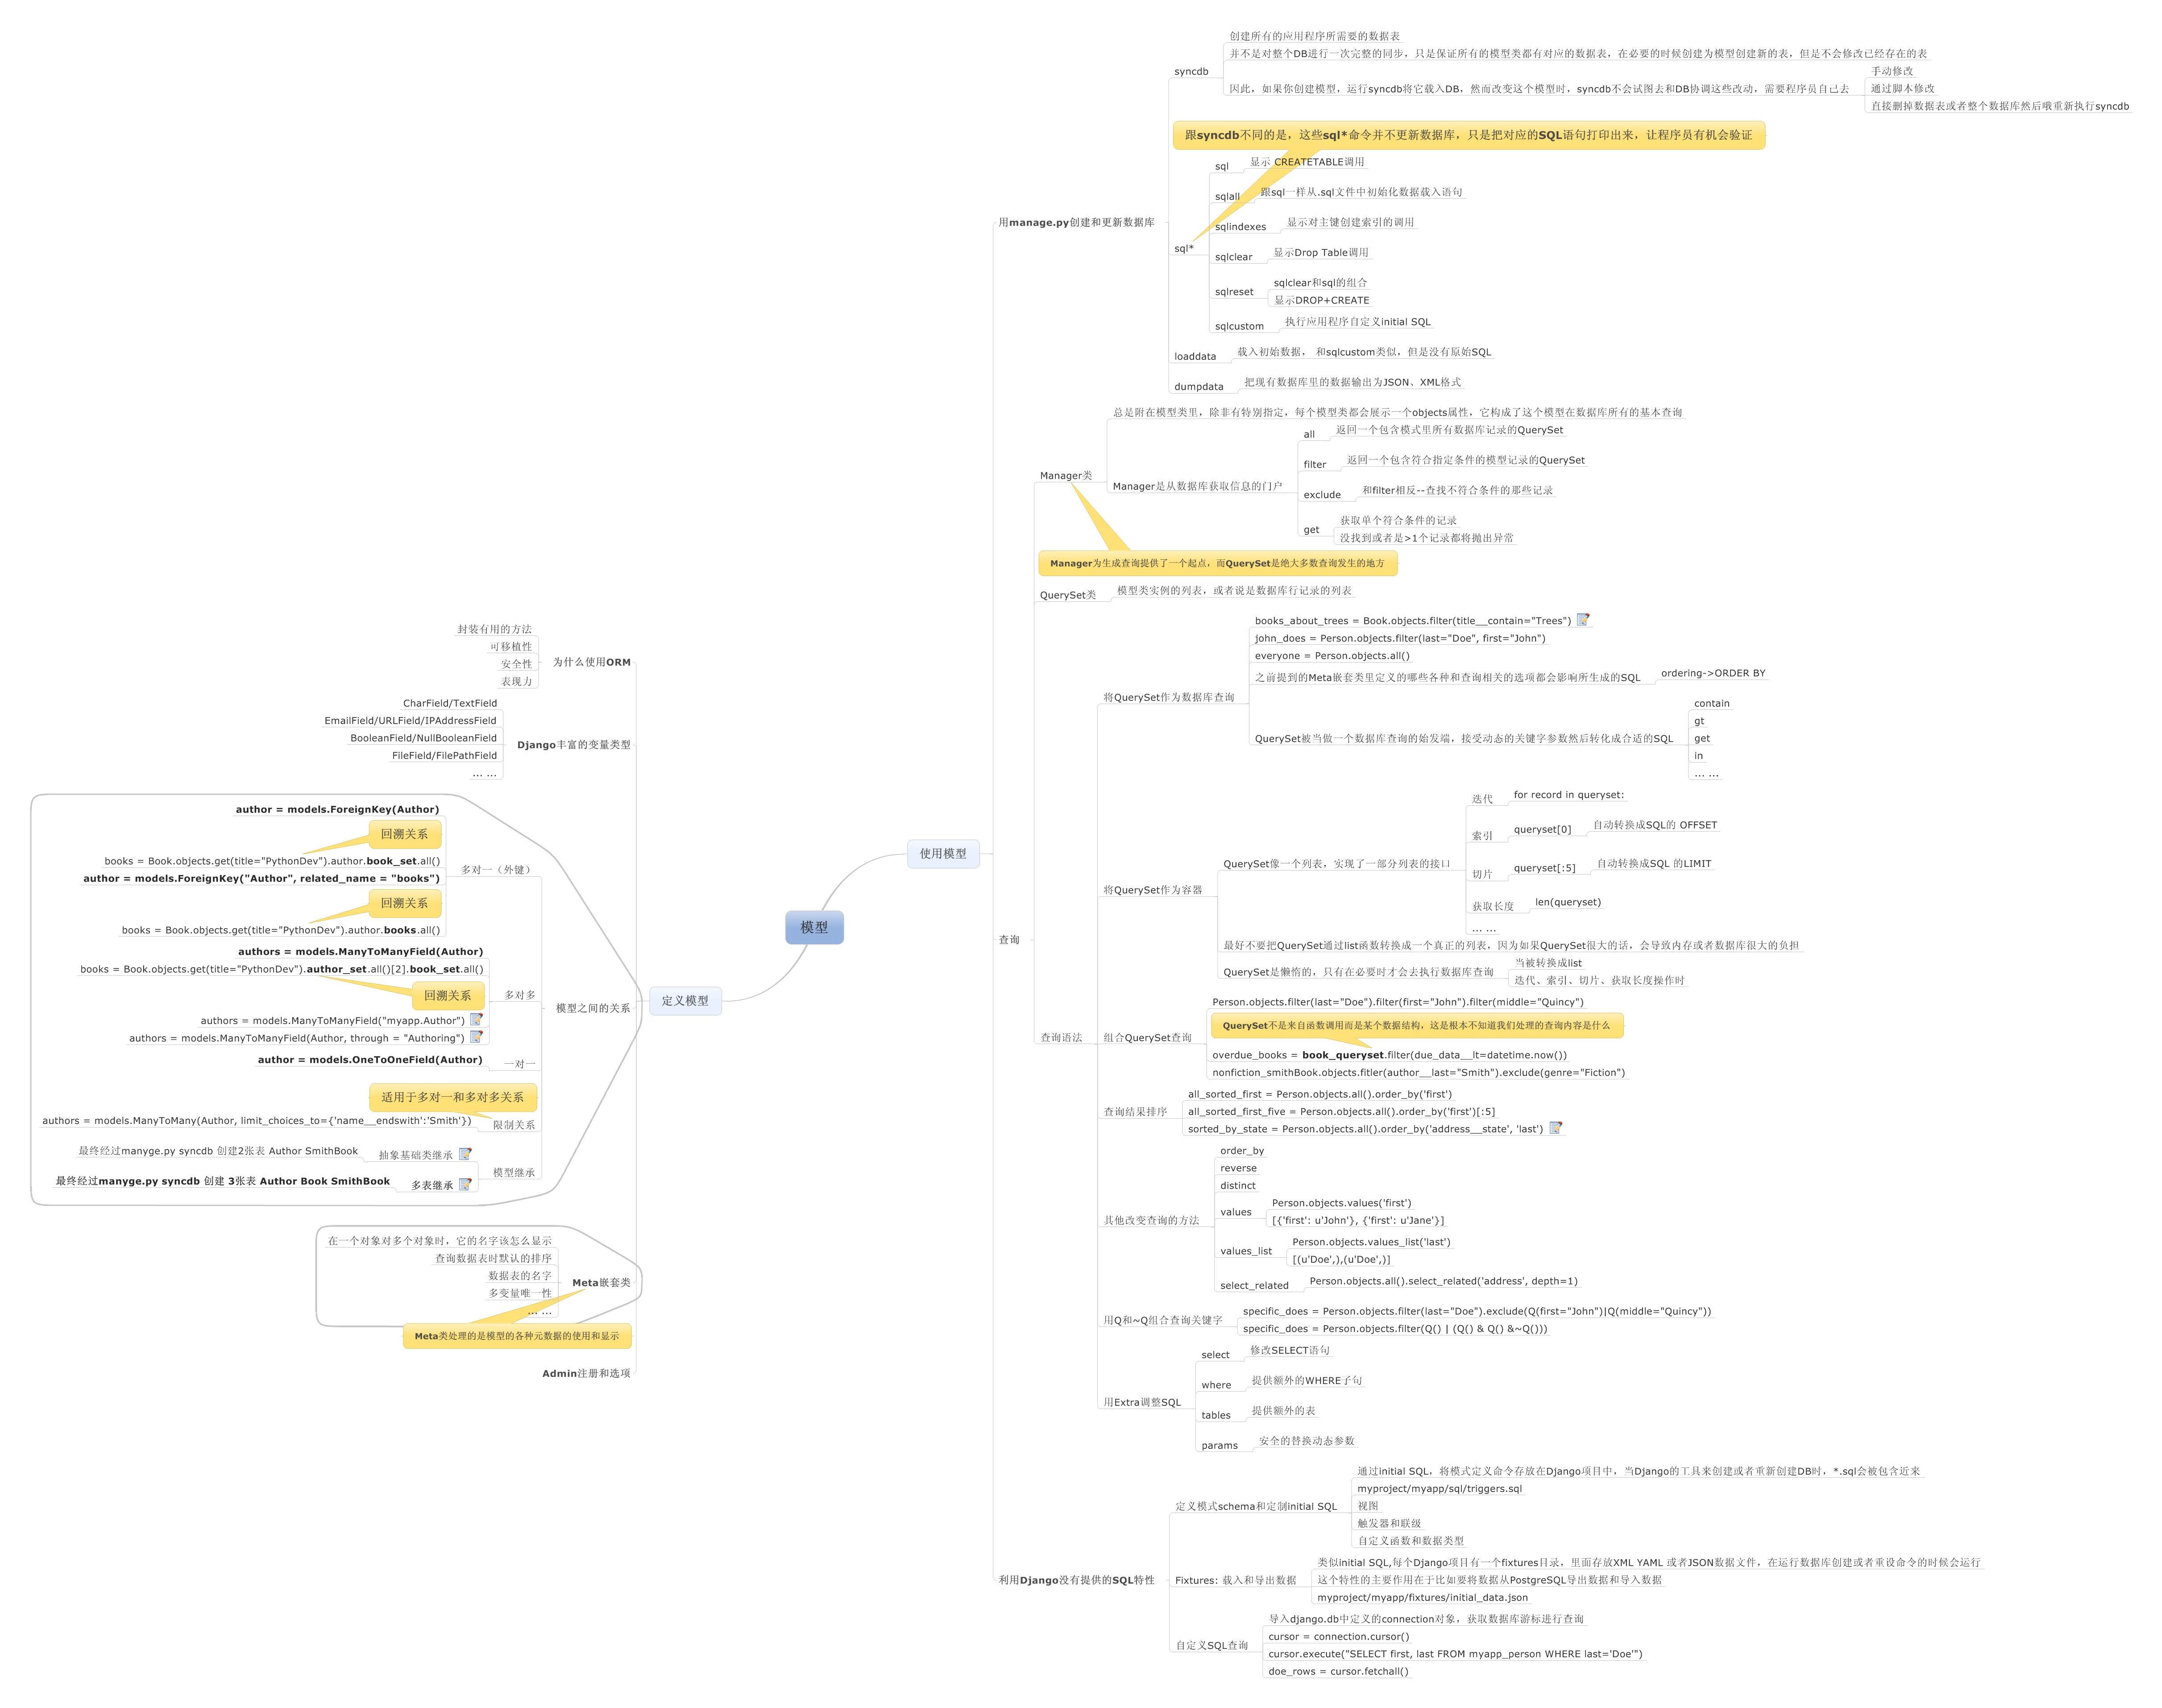 模型
使用模型
用manage.py创建和更新数据库
syncdb
创建所有的应用程序所需要的数据表
并不是对整个DB进行一次完整的同步，只是保证所有的模型类都有对应的数据表，在必要的时候创建为模型创建新的表，但是不会修改已经存在的表
因此，如果你创建模型，运行syncdb将它载入DB，然而改变这个模型时，syncdb不会试图去和DB协调这些改动，需要程序员自己去
手动修改
通过脚本修改
直接删掉数据表或者整个数据库然后哦重新执行syncdb
跟syncdb不同的是，这些sql*命令并不更新数据库，只是把对应的SQL语句打印出来，让程序员有机会验证
sql*
sql
显示 CREATETABLE调用
sqlall
跟sql一样从.sql文件中初始化数据载入语句
sqlindexes
显示对主键创建索引的调用
sqlclear
显示Drop Table调用
sqlreset
sqlclear和sql的组合
显示DROP+CREATE
sqlcustom
执行应用程序自定义initial SQL
loaddata
载入初始数据， 和sqlcustom类似，但是没有原始SQL
dumpdata
把现有数据库里的数据输出为JSON、XML格式
查询
Manager类
总是附在模型类里，除非有特别指定，每个模型类都会展示一个objects属性，它构成了这个模型在数据库所有的基本查询
Manager是从数据库获取信息的门户
all
返回一个包含模式里所有数据库记录的QuerySet
filter
返回一个包含符合指定条件的模型记录的QuerySet
exclude
和filter相反--查找不符合条件的那些记录
get
获取单个符合条件的记录
没找到或者是>1个记录都将抛出异常
Manager为生成查询提供了一个起点，而QuerySet是绝大多数查询发生的地方
QuerySet类
模型类实例的列表，或者说是数据库行记录的列表
查询语法
将QuerySet作为数据库查询
books_about_trees = Book.objects.filter(title__contain="Trees")
john_does = Person.objects.filter(last="Doe", first="John")
everyone = Person.objects.all()
之前提到的Meta嵌套类里定义的哪些各种和查询相关的选项都会影响所生成的SQL
ordering->ORDER BY
QuerySet被当做一个数据库查询的始发端，接受动态的关键字参数然后转化成合适的SQL
contain
gt
get
in
... ...
将QuerySet作为容器
QuerySet像一个列表，实现了一部分列表的接口
迭代
for record in queryset:
索引
queryset[0]
自动转换成SQL的 OFFSET
切片
queryset[:5]
自动转换成SQL 的LIMIT
获取长度
len(queryset)
... ...
最好不要把QuerySet通过list函数转换成一个真正的列表，因为如果QuerySet很大的话，会导致内存或者数据库很大的负担
QuerySet是懒惰的，只有在必要时才会去执行数据库查询
当被转换成list
迭代、索引、切片、获取长度操作时
组合QuerySet查询
Person.objects.filter(last="Doe").filter(first="John").filter(middle="Quincy")
QuerySet不是来自函数调用而是某个数据结构，这是根本不知道我们处理的查询内容是什么
overdue_books = book_queryset.filter(due_data__lt=datetime.now())
nonfiction_smithBook.objects.fitler(author__last="Smith").exclude(genre="Fiction")
查询结果排序
all_sorted_first = Person.objects.all().order_by('first')
all_sorted_first_five = Person.objects.all().order_by('first')[:5]
sorted_by_state = Person.objects.all().order_by('address__state', 'last')
其他改变查询的方法
order_by
reverse
distinct
values
Person.objects.values('first')
[{'first': u'John'}, {'first': u'Jane'}]
values_list
Person.objects.values_list('last')
[(u'Doe',),(u'Doe',)]
select_related
Person.objects.all().select_related('address', depth=1)
用Q和~Q组合查询关键字
specific_does = Person.objects.filter(last="Doe").exclude(Q(first="John")|Q(middle="Quincy"))
specific_does = Person.objects.filter(Q() | (Q() & Q() &~Q()))
用Extra调整SQL
select
修改SELECT语句
where
提供额外的WHERE子句
tables
提供额外的表
params
安全的替换动态参数
利用Django没有提供的SQL特性
定义模式schema和定制initial SQL
通过initial SQL，将模式定义命令存放在Django项目中，当Django的工具来创建或者重新创建DB时，*.sql会被包含近来
myproject/myapp/sql/triggers.sql
视图
触发器和联级
自定义函数和数据类型
Fixtures: 载入和导出数据
类似initial SQL,每个Django项目有一个fixtures目录，里面存放XML YAML 或者JSON数据文件，在运行数据库创建或者重设命令的时候会运行
这个特性的主要作用在于比如要将数据从PostgreSQL导出数据和导入数据
myproject/myapp/fixtures/initial_data.json
自定义SQL查询
导入django.db中定义的connection对象，获取数据库游标进行查询
cursor = connection.cursor()
cursor.execute("SELECT first, last FROM myapp_person WHERE last='Doe'")
doe_rows = cursor.fetchall()
定义模型
为什么使用ORM
封装有用的方法
可移植性
安全性
表现力
Django丰富的变量类型
CharField/TextField
EmailField/URLField/IPAddressField
BooleanField/NullBooleanField
FileField/FilePathField
... ...
模型之间的关系
多对一（外键）
author = models.ForeignKey(Author)
回溯关系
books = Book.objects.get(title="PythonDev").author.book_set.all()
author = models.ForeignKey("Author", related_name = "books")
回溯关系
books = Book.objects.get(title="PythonDev").author.books.all()
多对多
authors = models.ManyToManyField(Author)
books = Book.objects.get(title="PythonDev").author_set.all()[2].book_set.all()
回溯关系
authors = models.ManyToManyField("myapp.Author")
authors = models.ManyToManyField(Author, through = "Authoring")
一对一
author = models.OneToOneField(Author)
适用于多对一和多对多关系
限制关系
authors = models.ManyToMany(Author, limit_choices_to={'name__endswith':'Smith'})
模型继承
抽象基础类继承
最终经过manyge.py syncdb 创建2张表 Author SmithBook
多表继承
最终经过manyge.py syncdb 创建 3张表 Author Book SmithBook
Meta嵌套类
在一个对象对多个对象时，它的名字该怎么显示
查询数据表时默认的排序
数据表的名字
多变量唯一性
... ...
Meta类处理的是模型的各种元数据的使用和显示
Admin注册和选项